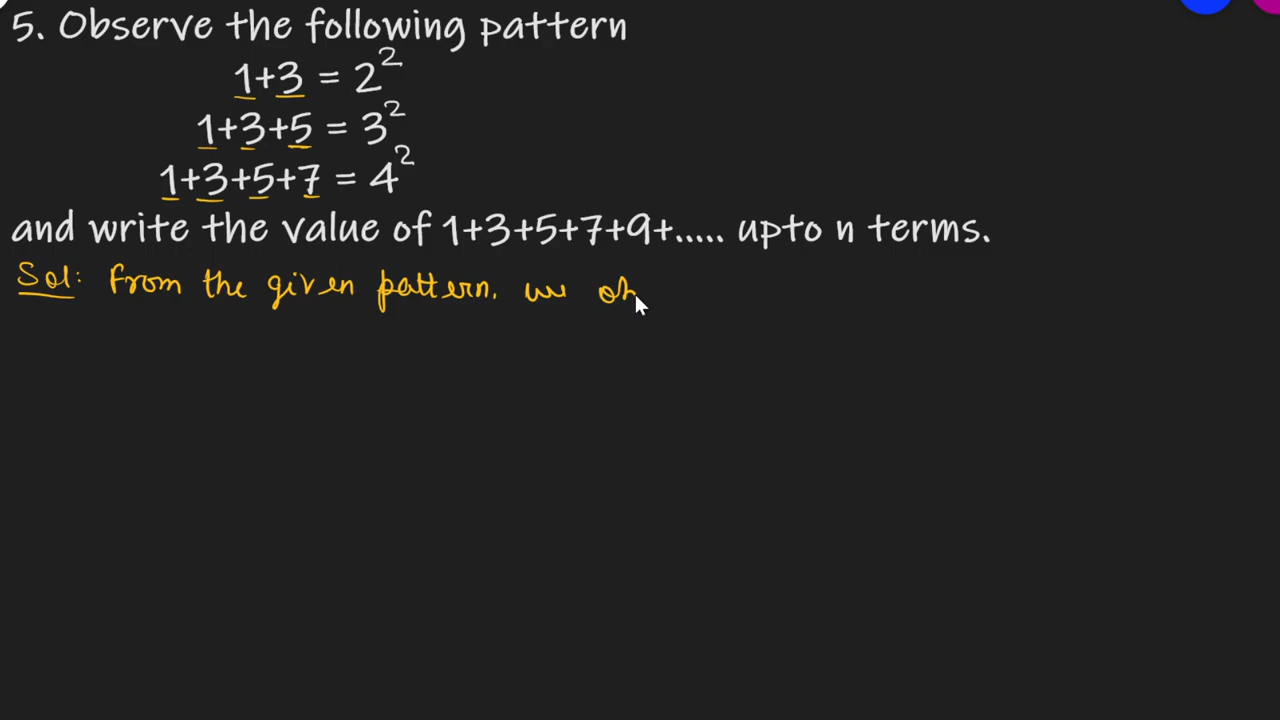 5. Observe the following pattern
1+3 = 2²
1+3+5 = 3²
1+3+5+7 = 4²
and write the value of 1+3+5+7+9+..... upto n terms.
Sol: From the given pattern, we